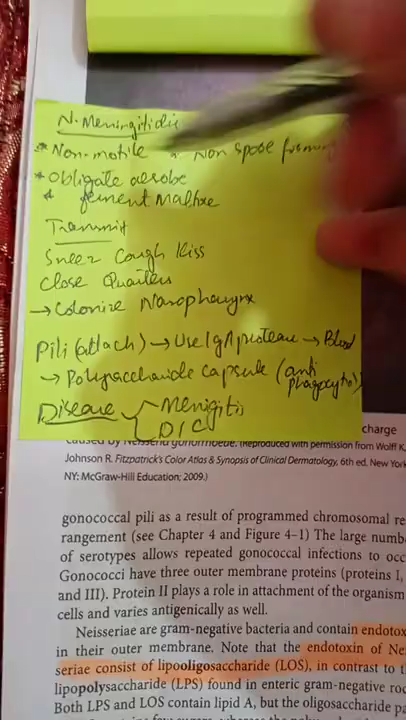 N. Meningitidis
* Non-motile * Non spore forming
* Obligate aerobe
* ferment Maltose
Transmit
Sneez Cough Kiss
Close Quarters
→ Colonize Nasopharynx
Pili (attach) → Use IgA protease → Blood
→ Polysaccharide capsule (anti phagocytic)
Disease Menigitis
DIC
charge
caused by Neisseria gonorrhoeae. (Reproduced with permission from Wolff K,
Johnson R. Fitzpatrick's Color Atlas & Synopsis of Clinical Dermatology, 6th ed. New York
NY: McGraw-Hill Education; 2009.)
gonococcal pili as a result of programmed chromosomal re
rangement (see Chapter 4 and Figure 4–1) The large numb
of serotypes allows repeated gonococcal infections to occ
Gonococci have three outer membrane proteins (proteins I,
and III). Protein II plays a role in attachment of the organism
cells and varies antigenically as well.
Neisseriae are gram-negative bacteria and contain endotox
in their outer membrane. Note that the endotoxin of Ne
seriae consist of lipooligosaccharide (LOS), in contrast to t
lipopolysaccharide (LPS) found in enteric gram-negative roc
Both LPS and LOS contain lipid A, but the oligosaccharide pa